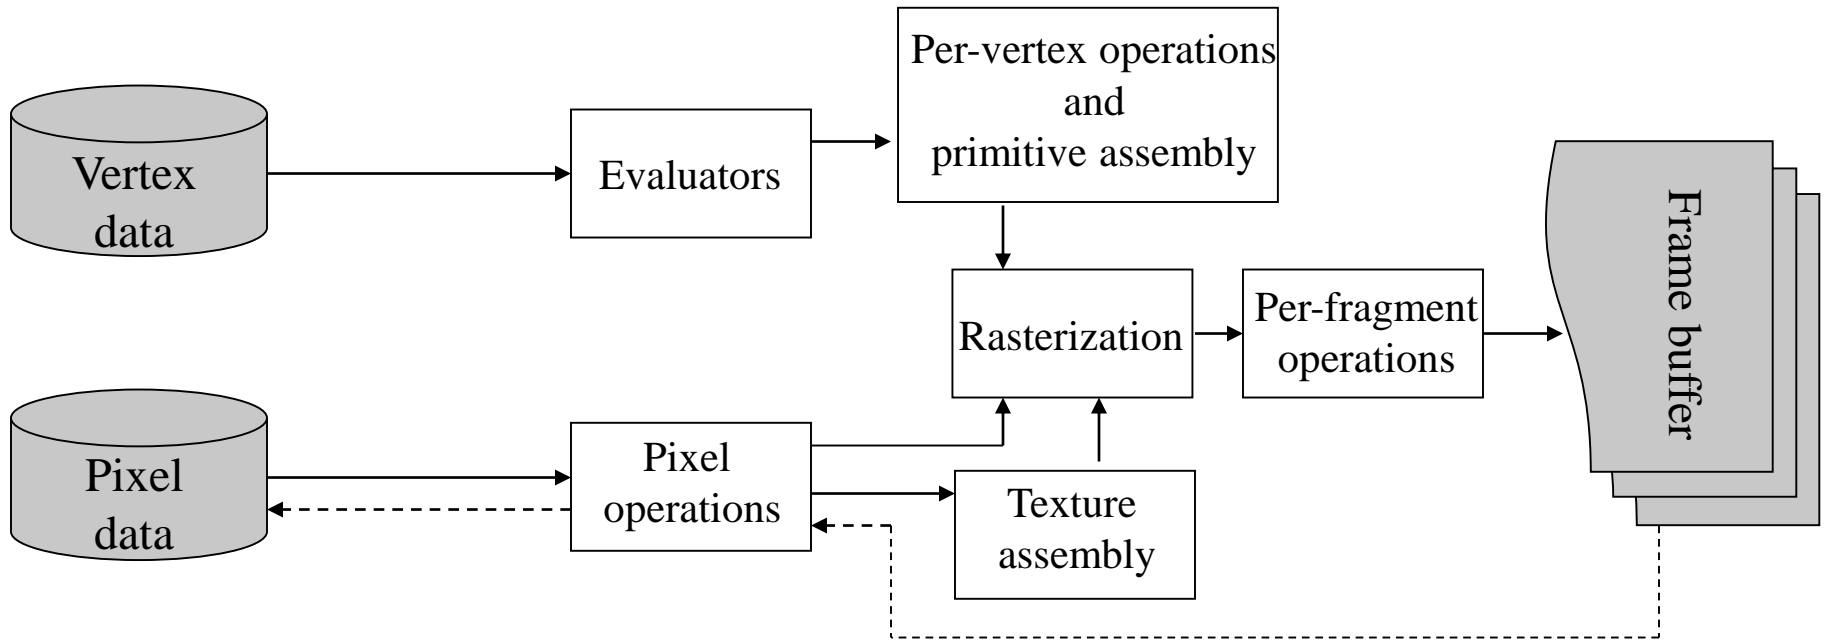 Per-vertex operations
and
primitive assembly
Vertex
data
Evaluators
Frame buffer
Rasterization
Per-fragment
operations
Pixel
data
Pixel
operations
Texture
assembly